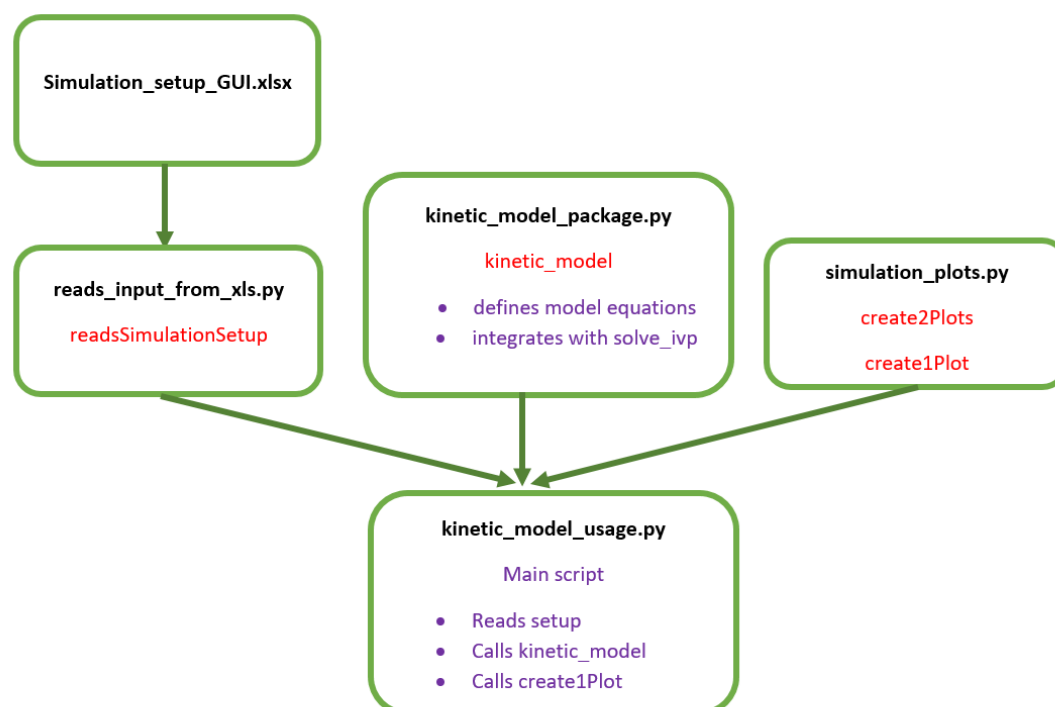 Simulation_setup_GUI.xlsx
reads_input_from_xls.py
readsSimulationSetup
kinetic_model_package.py
kinetic_model
• defines model equations
• integrates with solve_ivp
simulation_plots.py
create2Plots
create1Plot
kinetic_model_usage.py
Main script
• Reads setup
• Calls kinetic_model
• Calls create1Plot